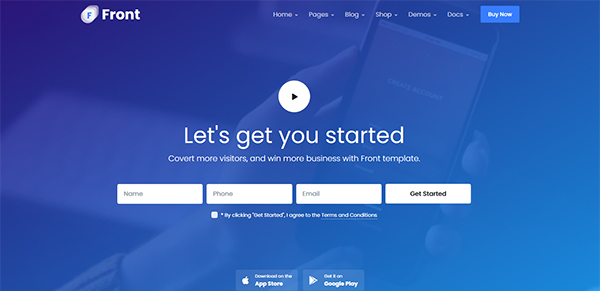 Front
Home Pages Blog Shop Demos Docs Buy Now
CREATE ACCOUNT
Let's get you started
Covert more visitors, and win more business with Front template.
Name Phone Email Get Started
* By clicking "Get Started", I agree to the Terms and Conditions
Download on the
App Store
Get it on
Google Play